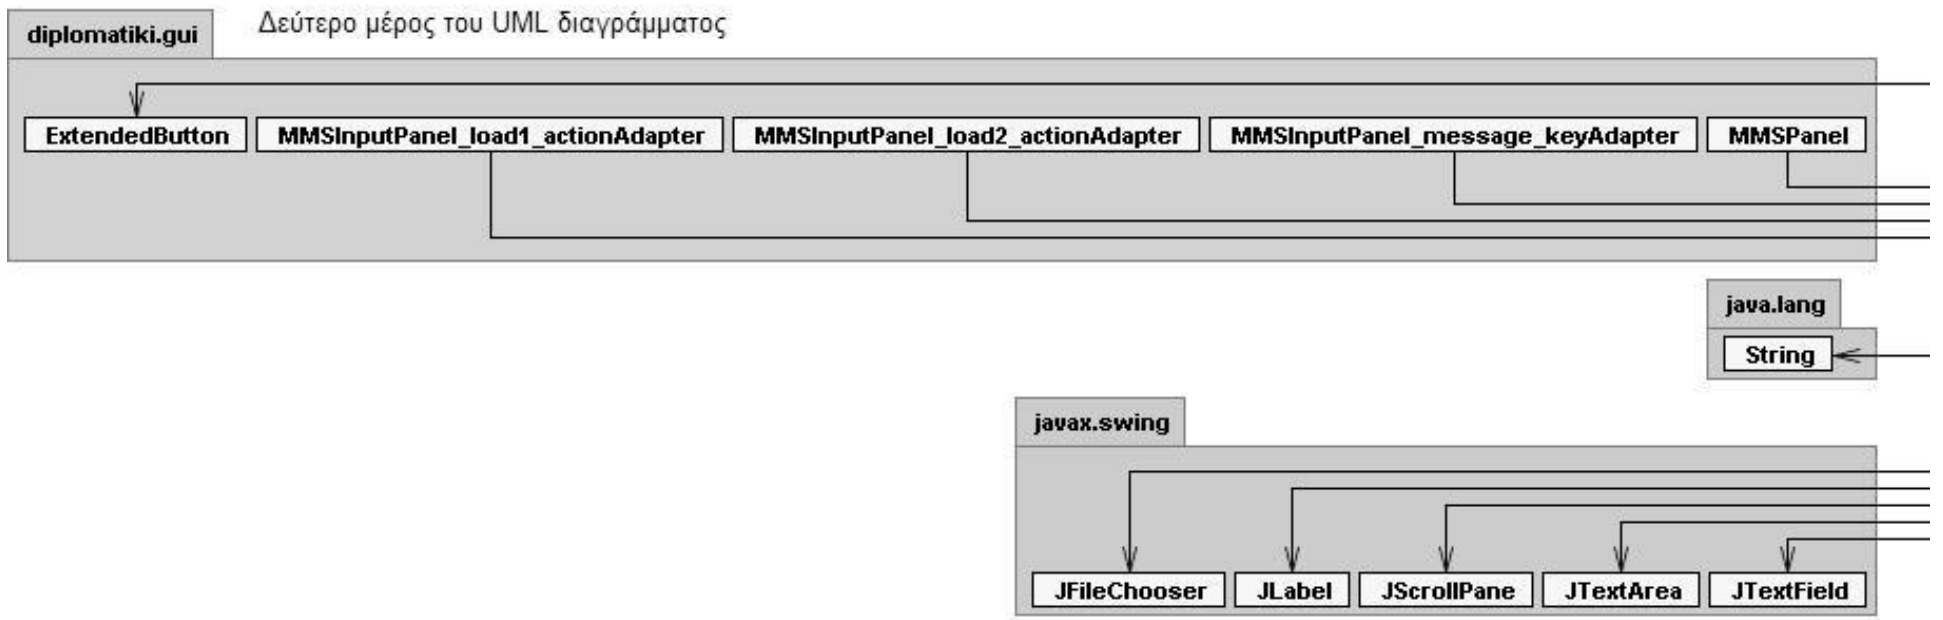 diplomatiki.gui
Δεύτερο μέρος του UML διαγράμματος
ExtendedButton
MMSInputPanel_load1_actionAdapter
MMSInputPanel_load2_actionAdapter
MMSInputPanel_message_keyAdapter
MMSPanel
java.lang
String
javax.swing
JFileChooser
JLabel
JScrollPane
JTextArea
JTextField